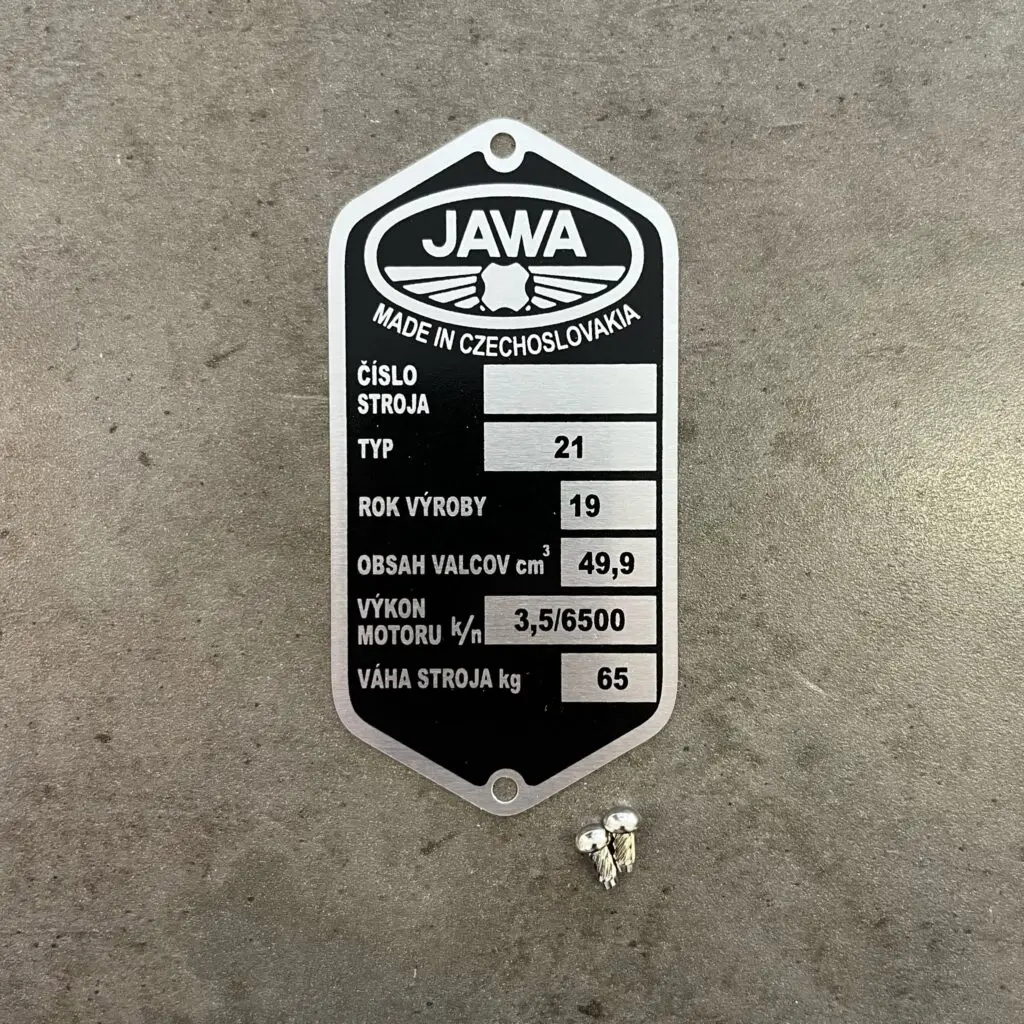 JAWA
MADE IN CZECHOSLOVAKIA
ČÍSLO
STROJA
TYP 21
ROK VÝROBY 19
OBSAH VALCOV cm³ 49,9
VÝKON
MOTORU k/n 3,5/6500
VÁHA STROJA kg 65